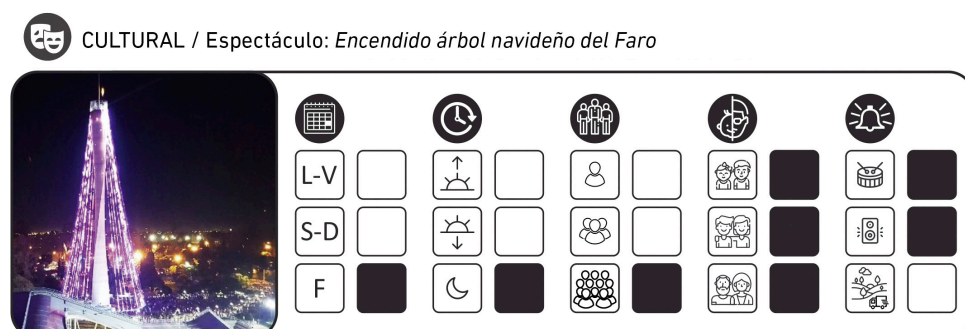 CULTURAL / Espectáculo: Encendido árbol navideño del Faro
L-V
S-D
F